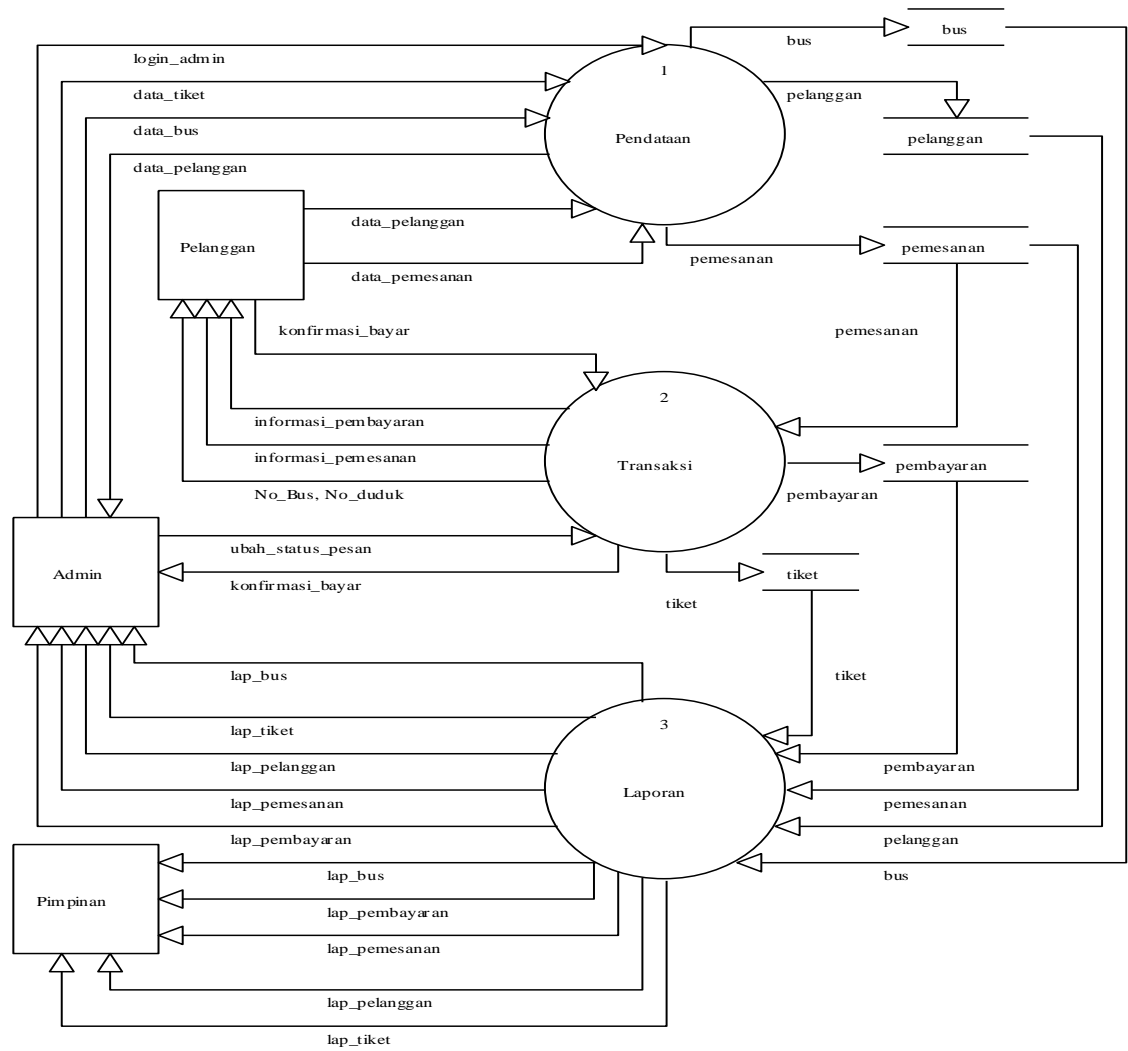 bus
bus
login_admin
1
data_tiket
pelanggan
data_bus
Pendataan
pelanggan
data_pelanggan
data_pelanggan
Pelanggan
pemesanan
pemesanan
data_pemesanan
konfirmasi_bayar
pemesanan
2
informasi_pembayaran
informasi_pemesanan
Transaksi
pembayaran
No_Bus, No_duduk
pembayaran
ubah_status_pesan
Admin
tiket
konfirmasi_bayar
tiket
lap_bus
tiket
3
lap_tiket
lap_pelanggan
pembayaran
Laporan
lap_pemesanan
pemesanan
lap_pembayaran
pelanggan
lap_bus
bus
Pimpinan
lap_pembayaran
lap_pemesanan
lap_pelanggan
lap_tiket